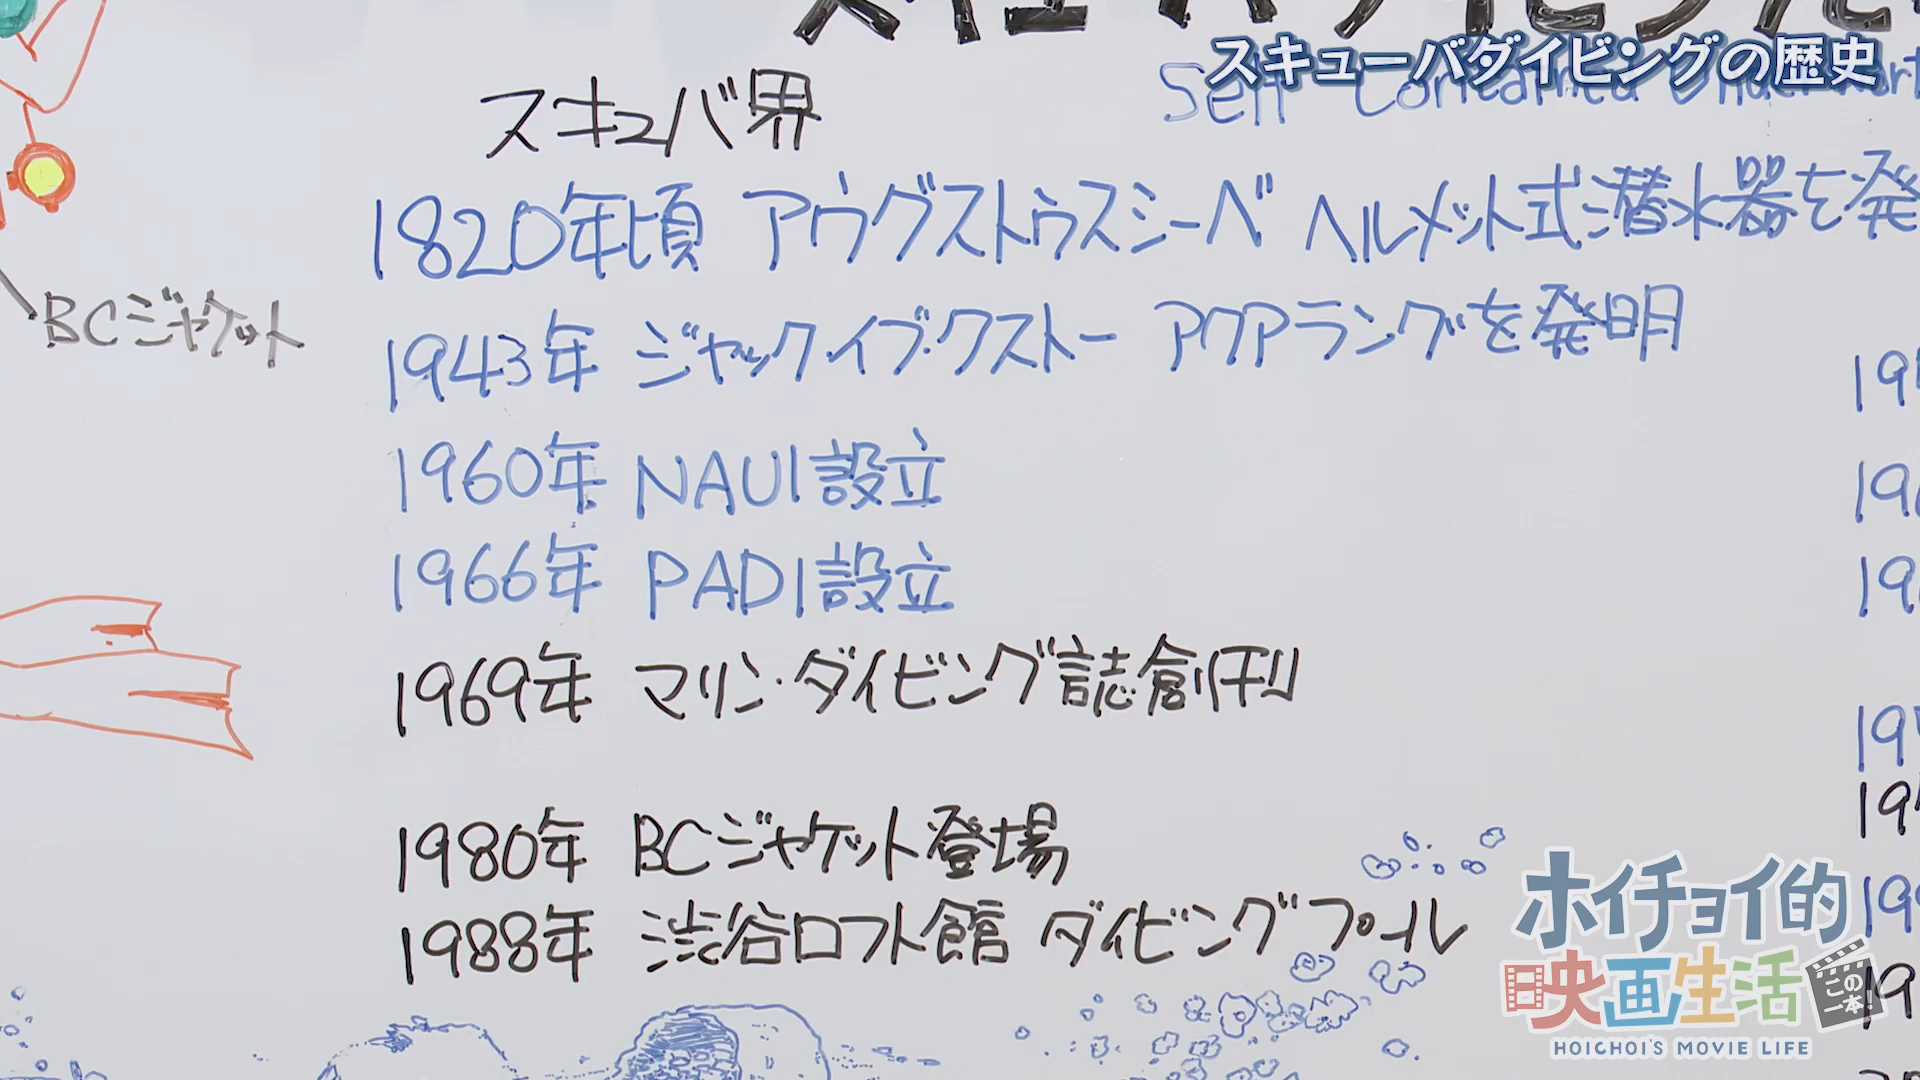 スキューバダイビングの歴史
スキュバ界
1820年頃 アウグストゥスシーベ ヘルメット式潜水器を発
BCジャケット
1943年 ジャック・イブ・クストー アクアラングを発明
1960年 NAUI設立
1966年 PADI設立
1969年 マリン・ダイビング誌創刊
1980年 BCジャケット登場
1988年 渋谷ロフト館 ダイビングプール
ホイチョイ的
映画生活
この一本!
HOICHOI'S MOVIE LIFE